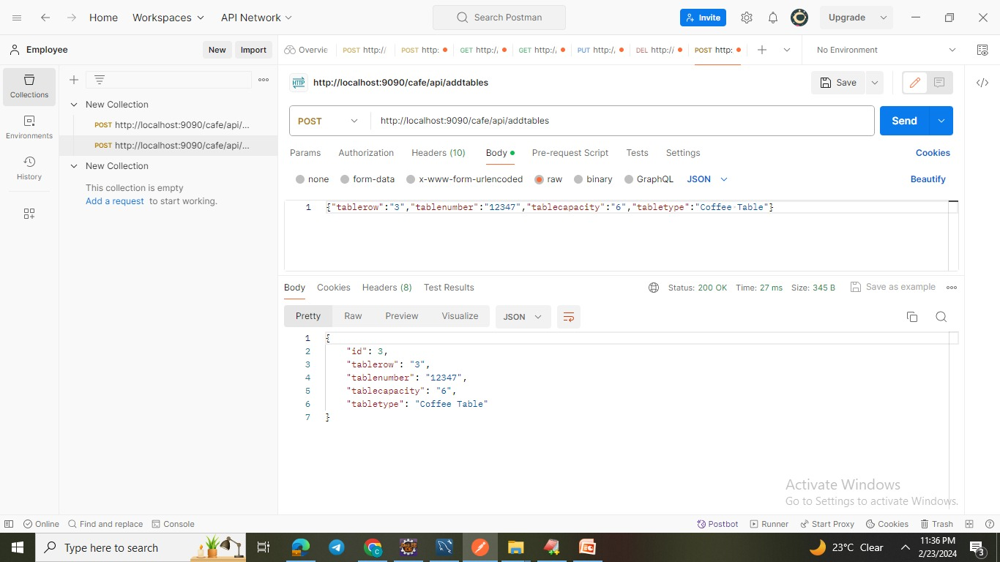 Home Workspaces API Network Search Postman Invite Upgrade
Employee New Import Overvie POST http:// POST http: GET http:/, GET http:/, PUT http:/, DEL http:// POST http: No Environment
Collections
Environments
History
New Collection
POST http://localhost:9090/cafe/api/...
POST http://localhost:9090/cafe/api/...
New Collection
This collection is empty
Add a request to start working.
HTTP http://localhost:9090/cafe/api/addtables Save
POST http://localhost:9090/cafe/api/addtables Send
Params Authorization Headers (10) Body Pre-request Script Tests Settings Cookies
none form-data x-www-form-urlencoded raw binary GraphQL JSON Beautify
1 {"tablerow":"3","tablenumber":"12347","tablecapacity":"6","tabletype":"Coffee Table"}
Body Cookies Headers (8) Test Results Status: 200 OK Time: 27 ms Size: 345 B Save as example
Pretty Raw Preview Visualize JSON
1 {
2 "id": 3,
3 "tablerow": "3",
4 "tablenumber": "12347",
5 "tablecapacity": "6",
6 "tabletype": "Coffee Table"
7 }
Activate Windows
Go to Settings to activate Windows.
Online Find and replace Console Postbot Runner Start Proxy Cookies Trash
Type here to search 23°C Clear 11:36 PM
2/23/2024
3